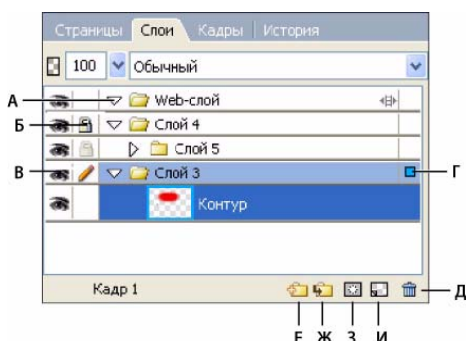 Страницы Слои Кадры История
100 Обычный
А Web-слой
Б Слой 4
Слой 5
В Слой 3 Г
Контур
Кадр 1 Д
Е Ж З И